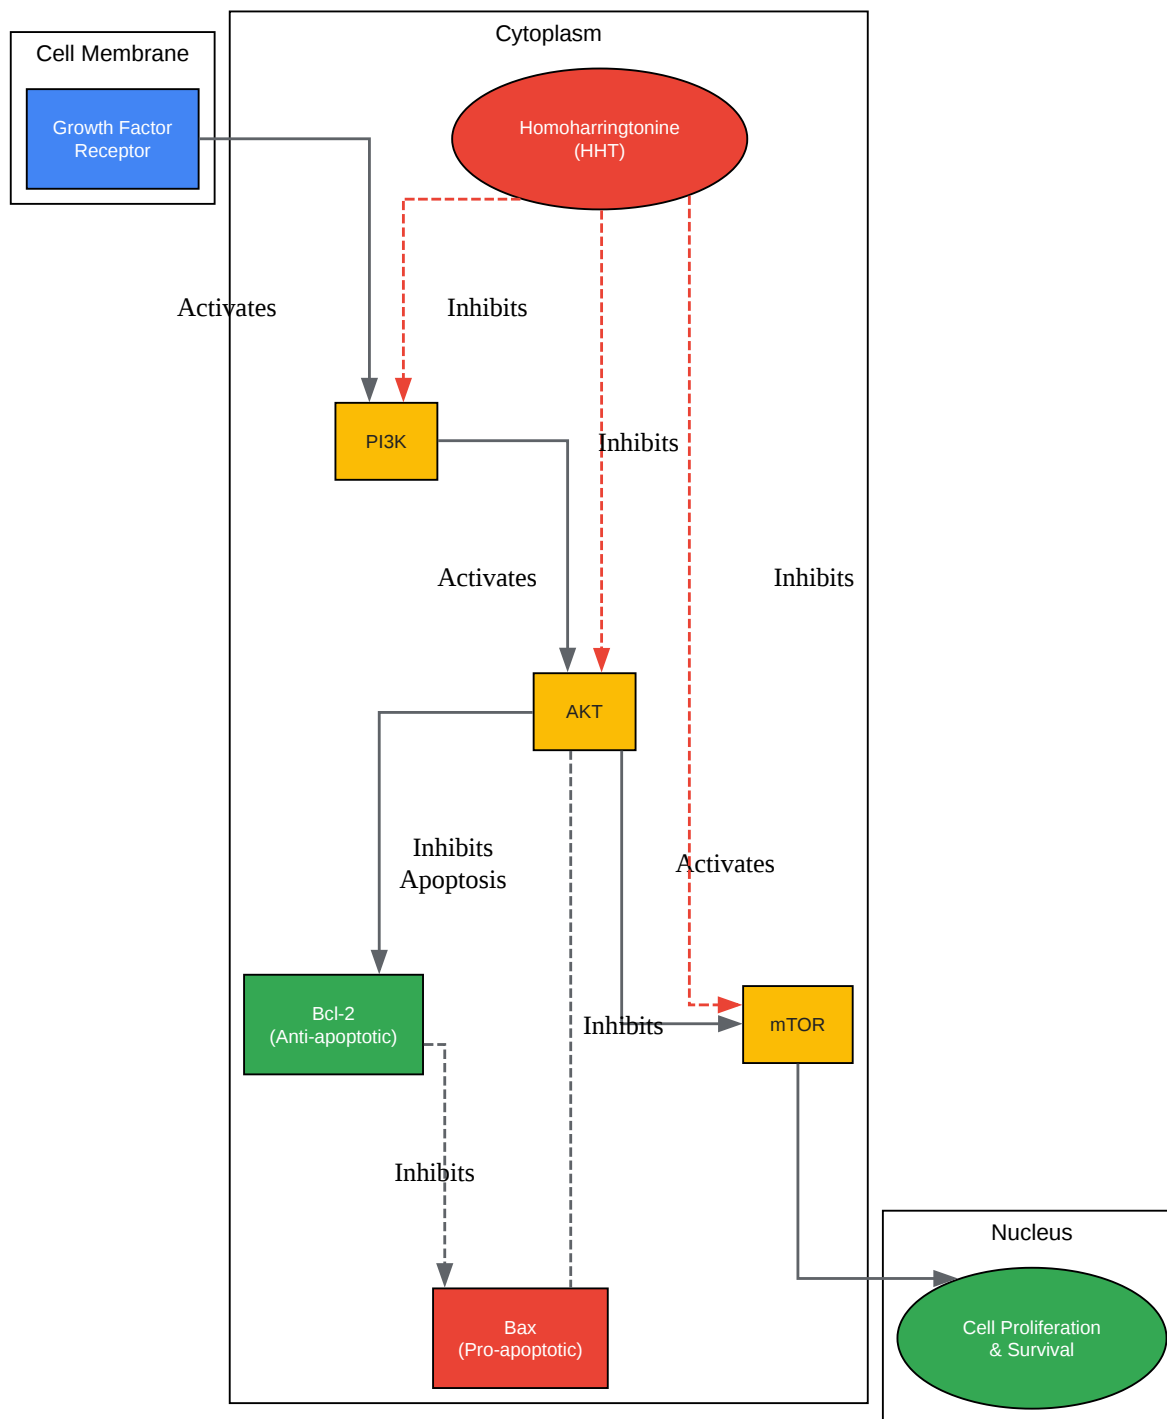 Cytoplasm
Cell Membrane
Growth Factor
Receptor
Homoharringtonine
(HHT)
Activates
Inhibits
PI3K
Inhibits
Activates
Inhibits
AKT
Inhibits
Apoptosis
Activates
Bcl-2
(Anti-apoptotic)
Inhibits
mTOR
Inhibits
Nucleus
Bax
(Pro-apoptotic)
Cell Proliferation
& Survival